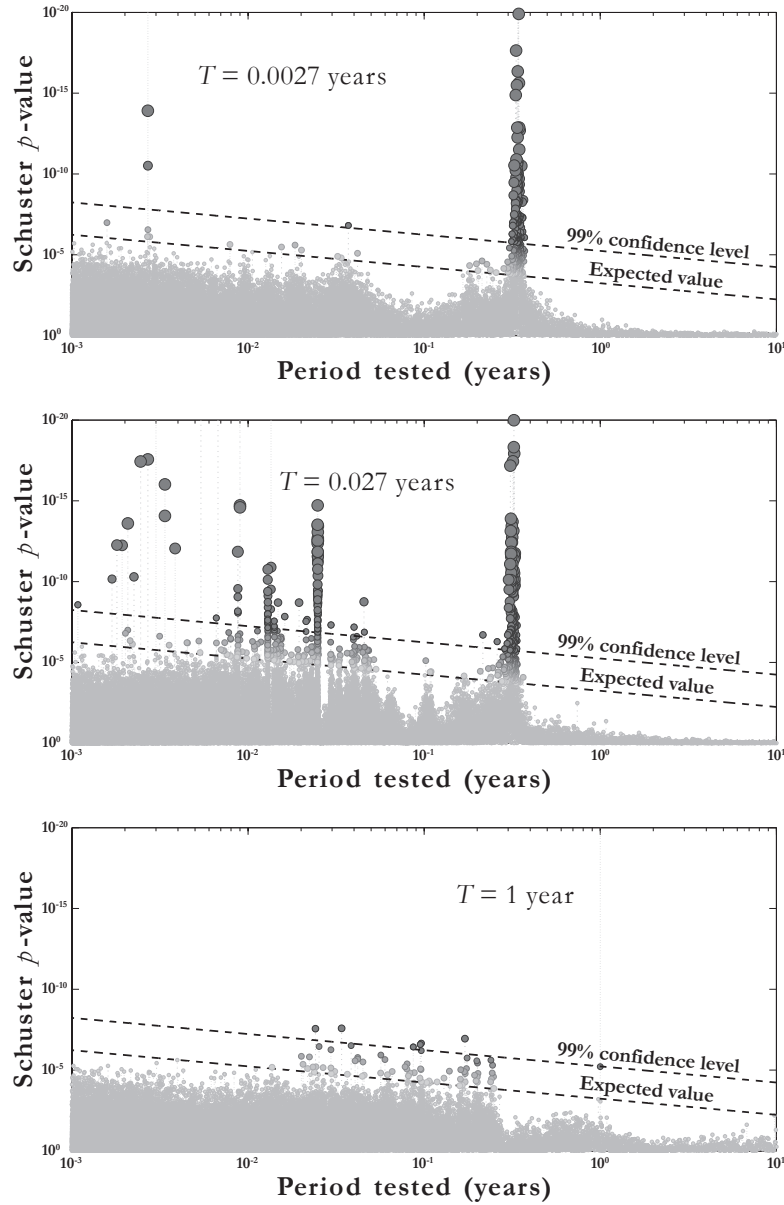 10-20
T = 0.0027 years
10-15
Schuster p-value
10-10
99% confidence level
10-5
Expected value
100
10-3 10-2 10-1 100 101
Period tested (years)
10-20
T = 0.027 years
10-15
Schuster p-value
10-10
99% confidence level
10-5
Expected value
100
10-3 10-2 10-1 100 101
Period tested (years)
10-20
T = 1 year
10-15
Schuster p-value
10-10
99% confidence level
10-5
Expected value
100
10-3 10-2 10-1 100 101
Period tested (years)